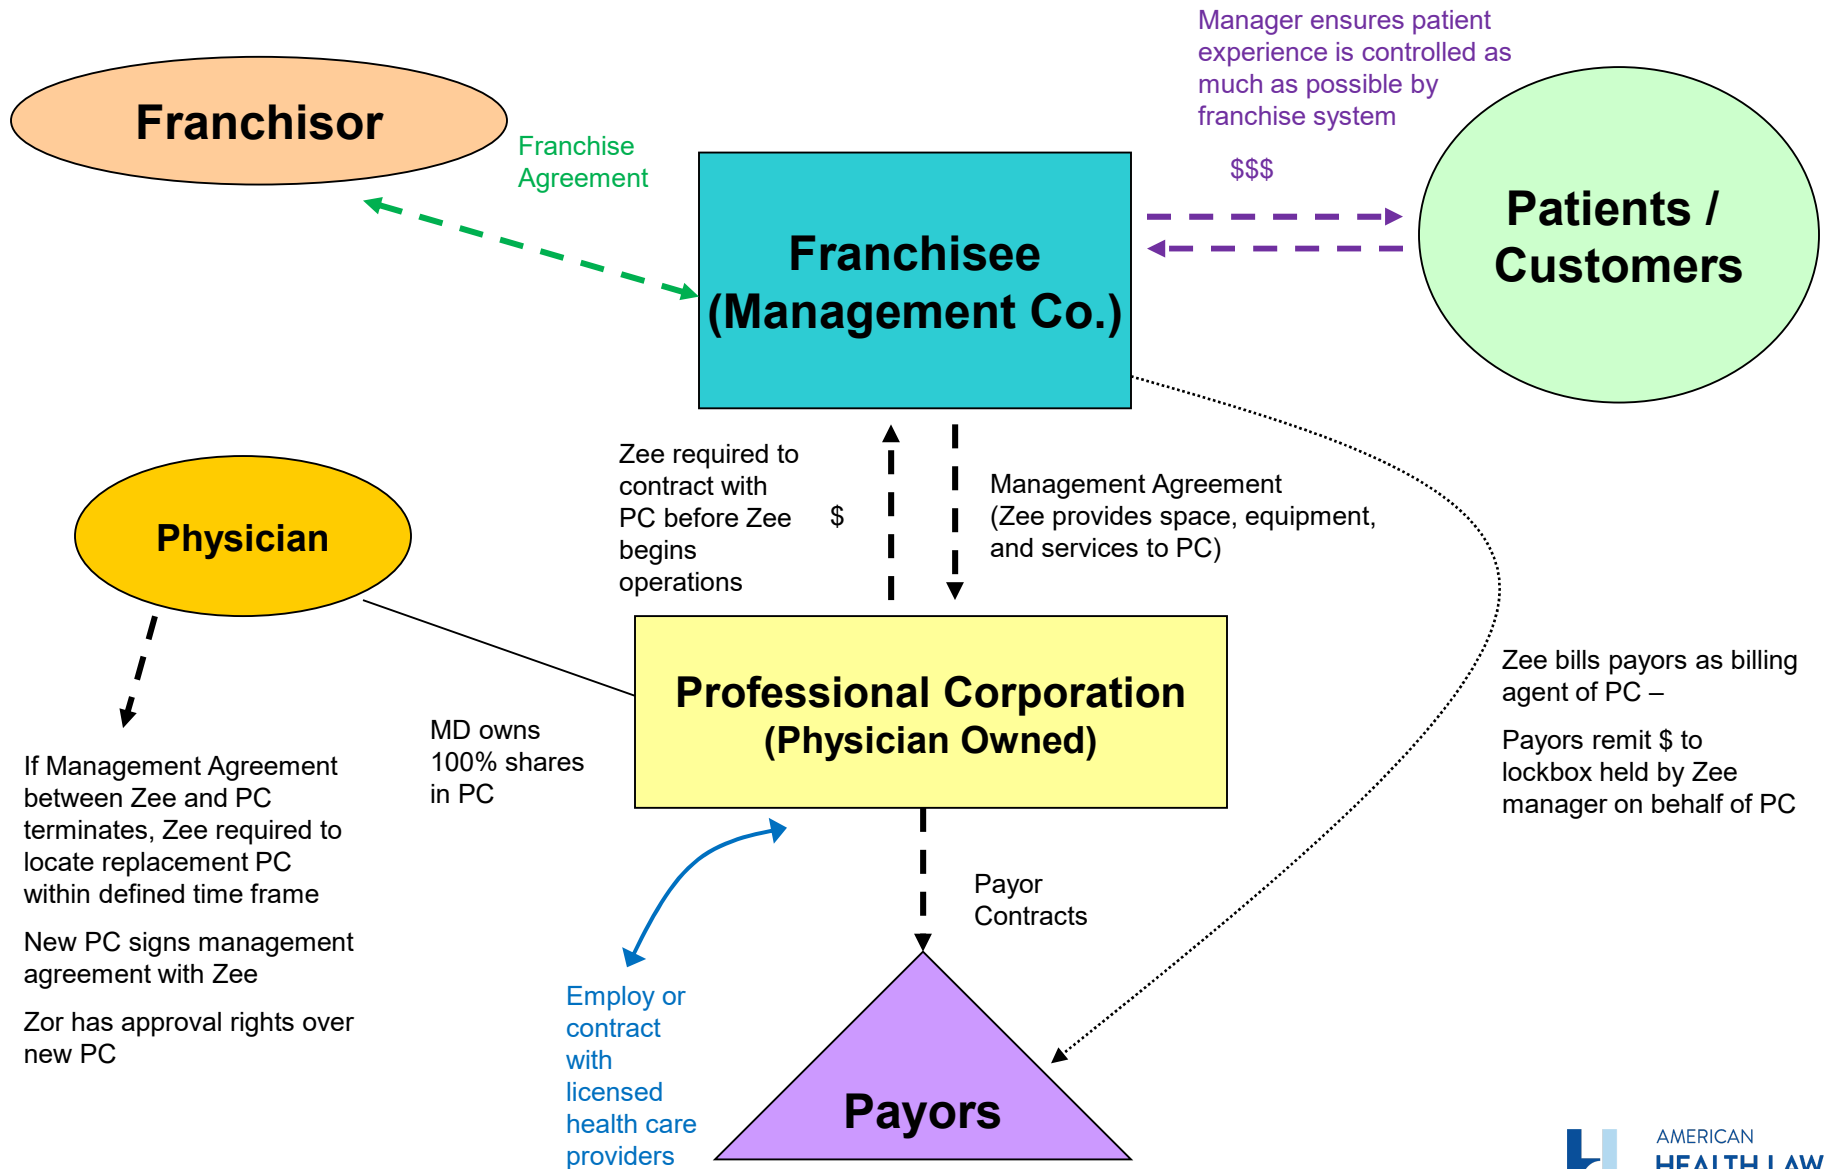 Manager ensures patient
experience is controlled as
much as possible by
franchise system
Franchisor
Franchise
Agreement
$$$
Franchisee
(Management Co.)
Patients /
Customers
Zee required to
contract with
PC before Zee
begins
operations
$
Management Agreement
(Zee provides space, equipment,
and services to PC)
Physician
Professional Corporation
(Physician Owned)
MD owns
100% shares
in PC
Zee bills payors as billing
agent of PC –
Payors remit $ to
lockbox held by Zee
manager on behalf of PC
If Management Agreement
between Zee and PC
terminates, Zee required to
locate replacement PC
within defined time frame
New PC signs management
agreement with Zee
Zor has approval rights over
new PC
Payor
Contracts
Employ or
contract
with
licensed
health care
providers
Payors
AMERICAN
HEALTH LAW